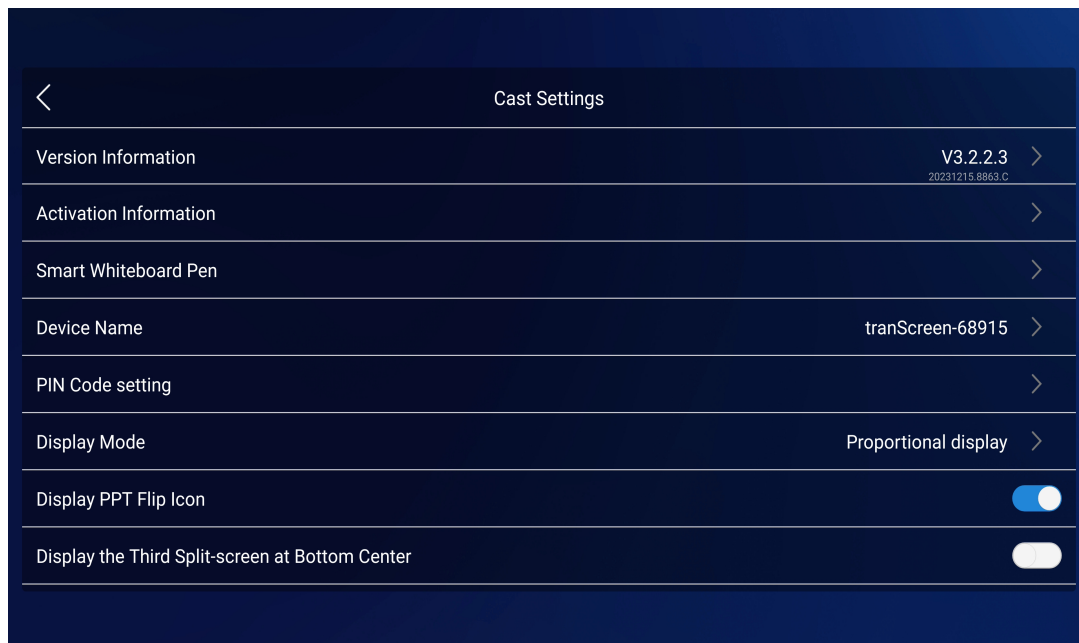 Cast Settings
Version Information
V3.2.2.3
20231215.8863.C
Activation Information
Smart Whiteboard Pen
Device Name
tranScreen-68915
PIN Code setting
Display Mode
Proportional display
Display PPT Flip Icon
Display the Third Split-screen at Bottom Center